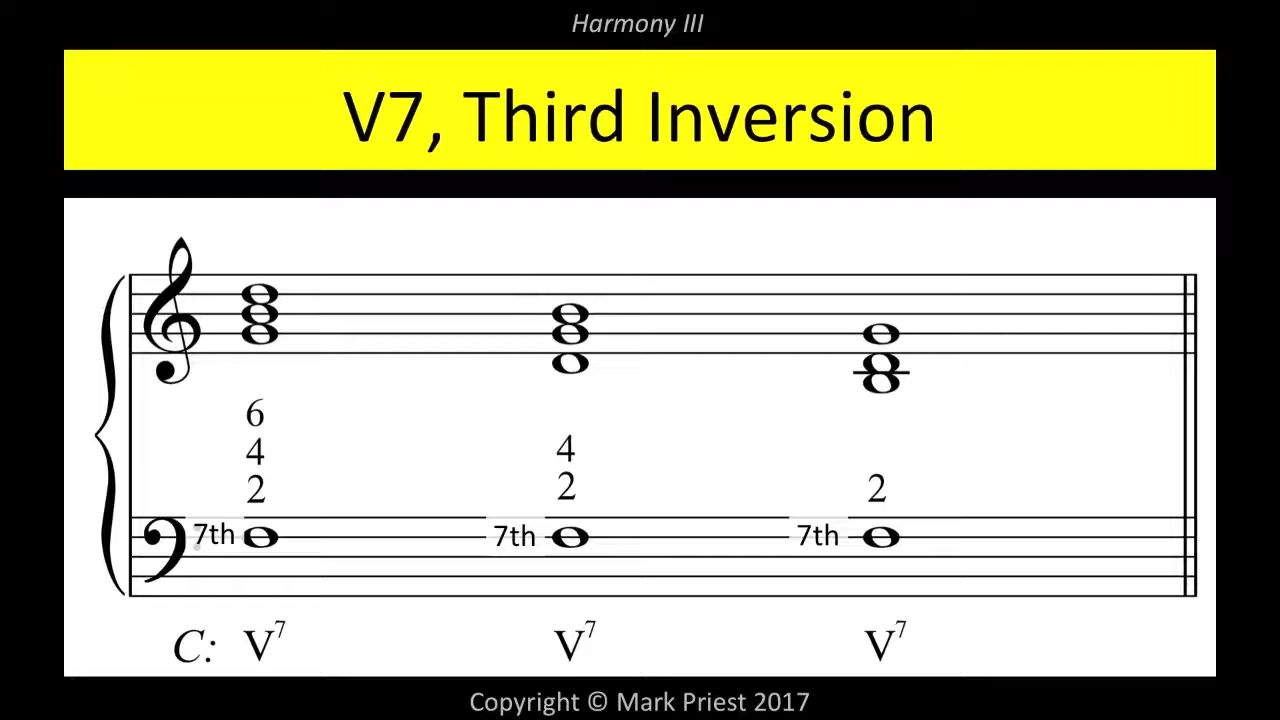 Harmony III
V7, Third Inversion
6
4 4
2 2 2
7th 7th 7th
C: V7 V7 V7
Copyright © Mark Priest 2017